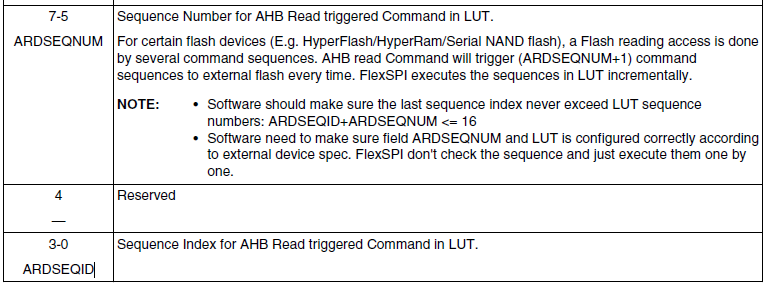 7-5
ARDSEQNUM
Sequence Number for AHB Read triggered Command in LUT.
For certain flash devices (E.g. HyperFlash/HyperRam/Serial NAND flash), a Flash reading access is done
by several command sequences. AHB read Command will trigger (ARDSEQNUM+1) command
sequences to external flash every time. FlexSPI executes the sequences in LUT incrementally.
NOTE: • Software should make sure the last sequence index never exceed LUT sequence
numbers: ARDSEQID+ARDSEQNUM <= 16
• Software need to make sure field ARDSEQNUM and LUT is configured correctly according
to external device spec. FlexSPI don't check the sequence and just execute them one by
one.
4
—
Reserved
3-0
ARDSEQID
Sequence Index for AHB Read triggered Command in LUT.